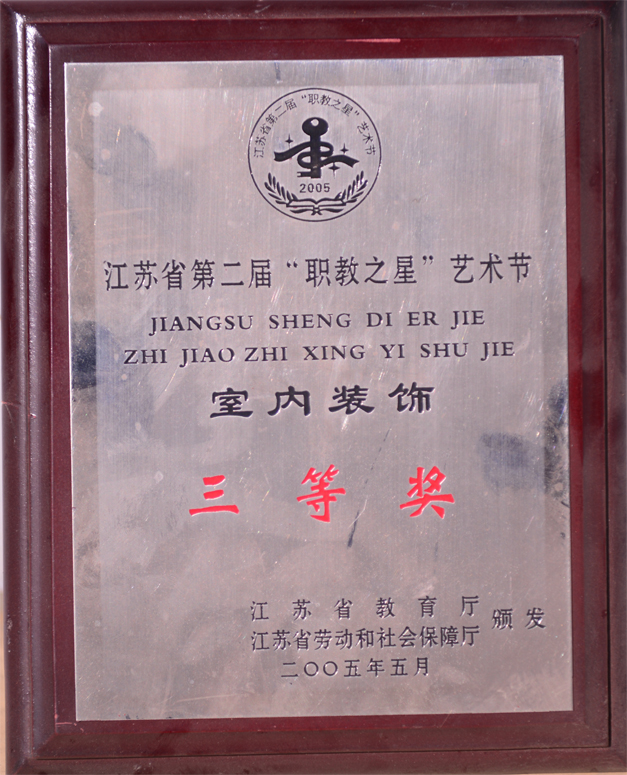 江苏省第二届“职教之星”艺术节
2005
江苏省第二届“职教之星”艺术节
JIANGSU SHENG DI ER JIE
ZHI JIAO ZHI XING YI SHU JIE
室内装饰
三等奖
江苏省教育厅
江苏省劳动和社会保障厅
颁发
二〇〇五年五月